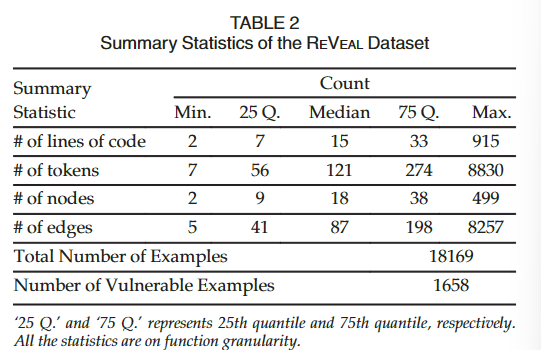 TABLE 2
Summary Statistics of the REVEAL Dataset
Summary Statistic Count
Min. 25 Q. Median 75 Q. Max.
# of lines of code 2 7 15 33 915
# of tokens 7 56 121 274 8830
# of nodes 2 9 18 38 499
# of edges 5 41 87 198 8257
Total Number of Examples 18169
Number of Vulnerable Examples 1658
‘25 Q.’ and ‘75 Q.’ represents 25th quantile and 75th quantile, respectively.
All the statistics are on function granularity.